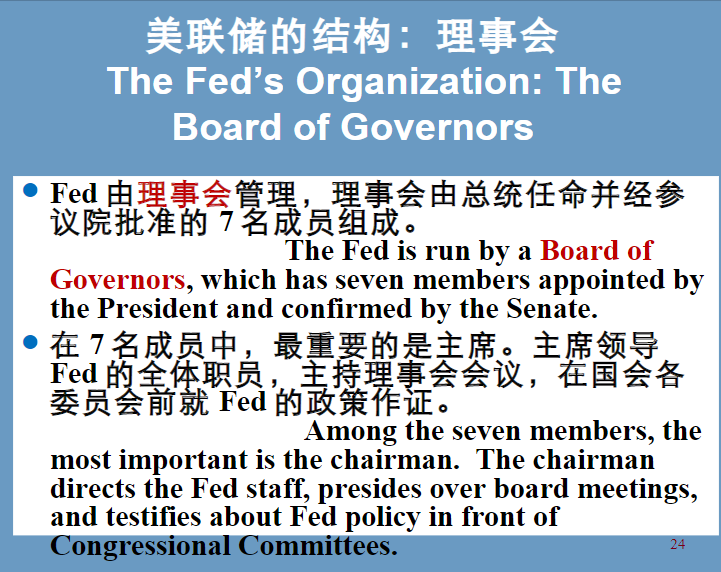 美联储的结构：理事会
The Fed's Organization: The
Board of Governors
Fed 由理事会管理，理事会由总统任命并经参
议院批准的 7 名成员组成。
The Fed is run by a Board of
Governors, which has seven members appointed by
the President and confirmed by the Senate.
在 7 名成员中，最重要的是主席。主席领导
Fed 的全体职员，主持理事会会议，在国会各
委员会前就 Fed 的政策作证。
Among the seven members, the
most important is the chairman.  The chairman
directs the Fed staff, presides over board meetings,
and testifies about Fed policy in front of
Congressional Committees.
24